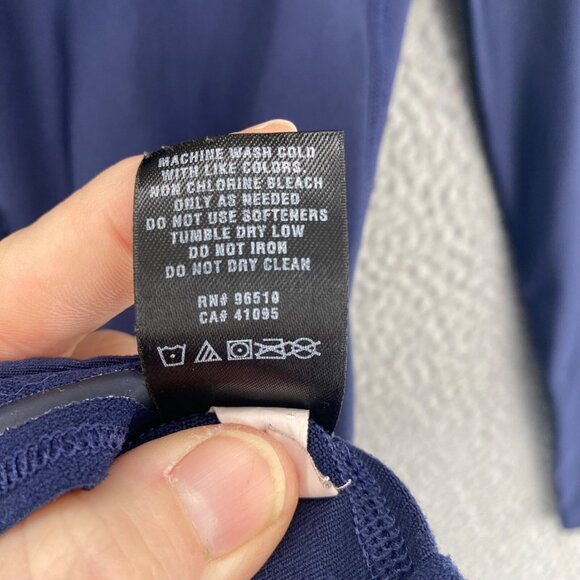 MACHINE WASH COLD
WITH LIKE COLORS.
NON CHLORINE BLEACH
ONLY AS NEEDED
DO NOT USE SOFTENERS
TUMBLE DRY LOW
DO NOT IRON
DO NOT DRY CLEAN
RN# 96510
CA# 41095